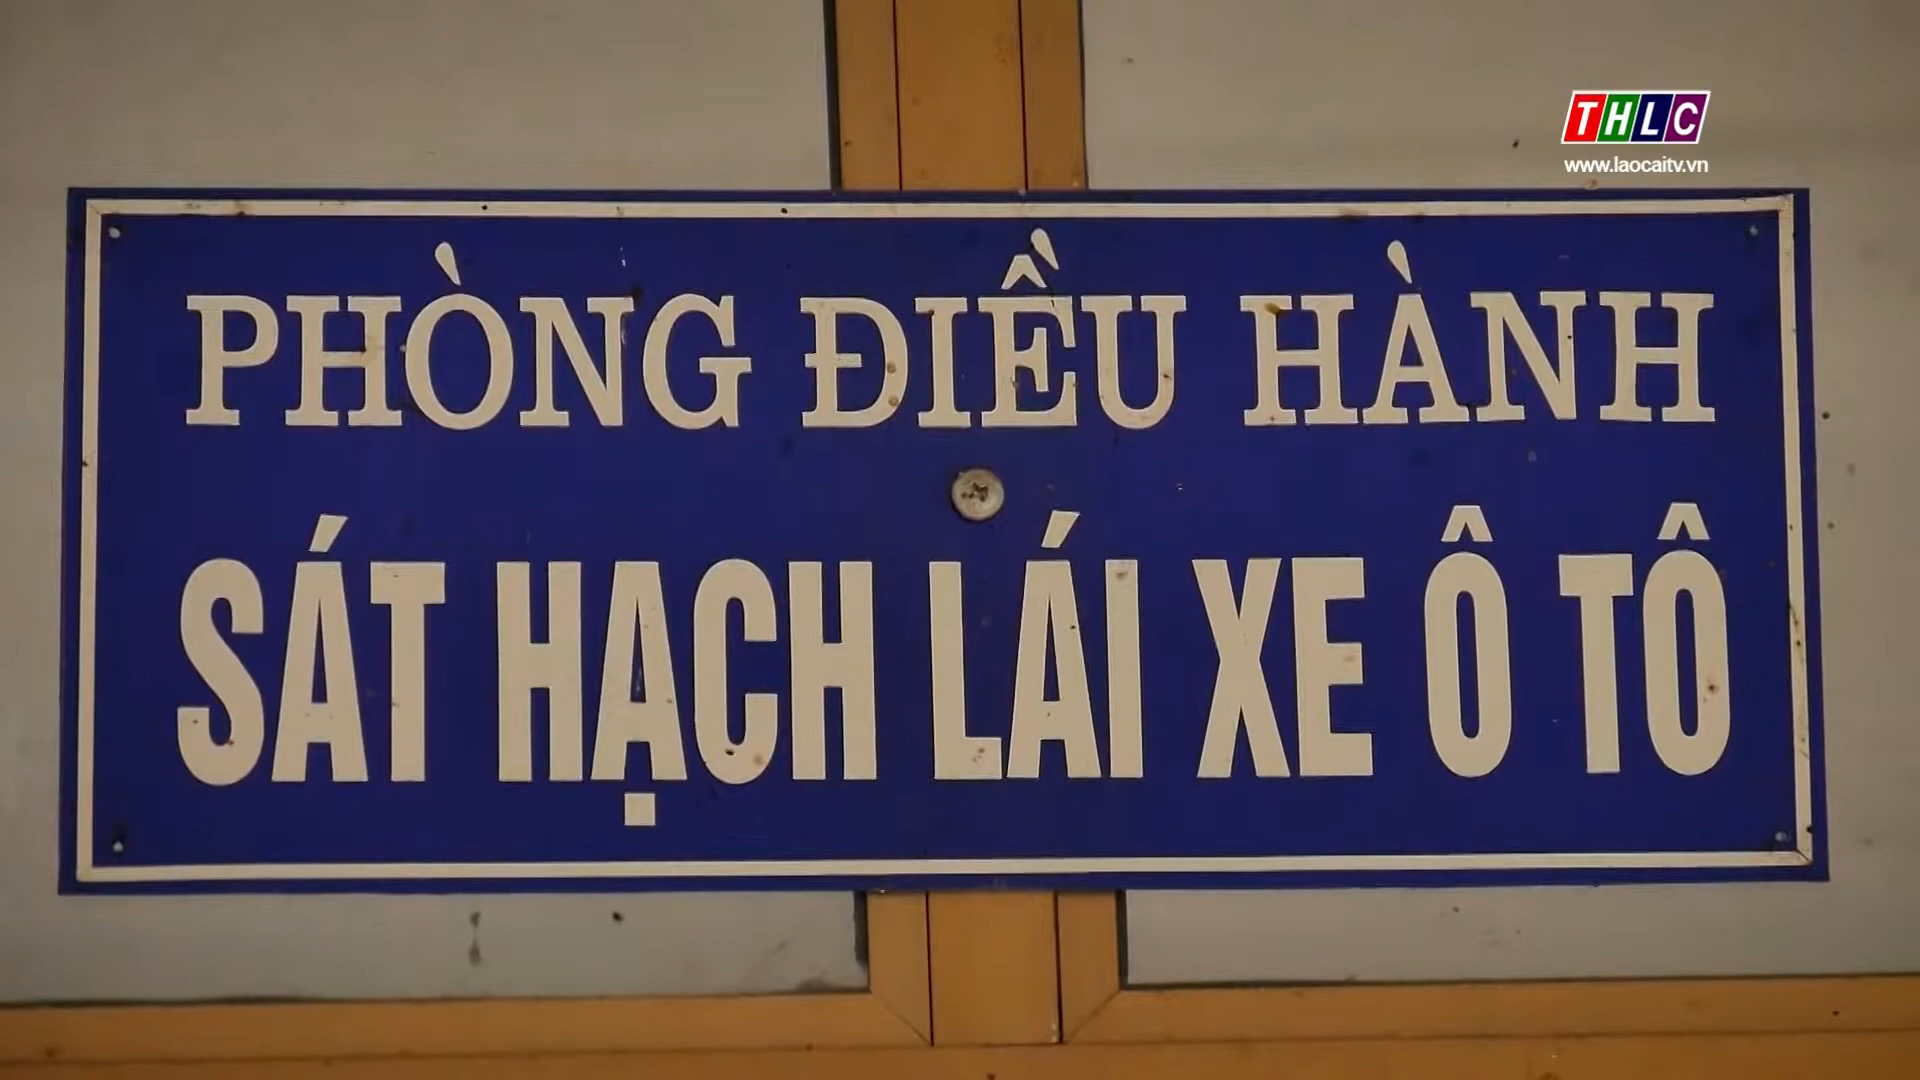 THLC
www.laocaitv.vn
PHÒNG ĐIỀU HÀNH
SÁT HẠCH LÁI XE Ô TÔ